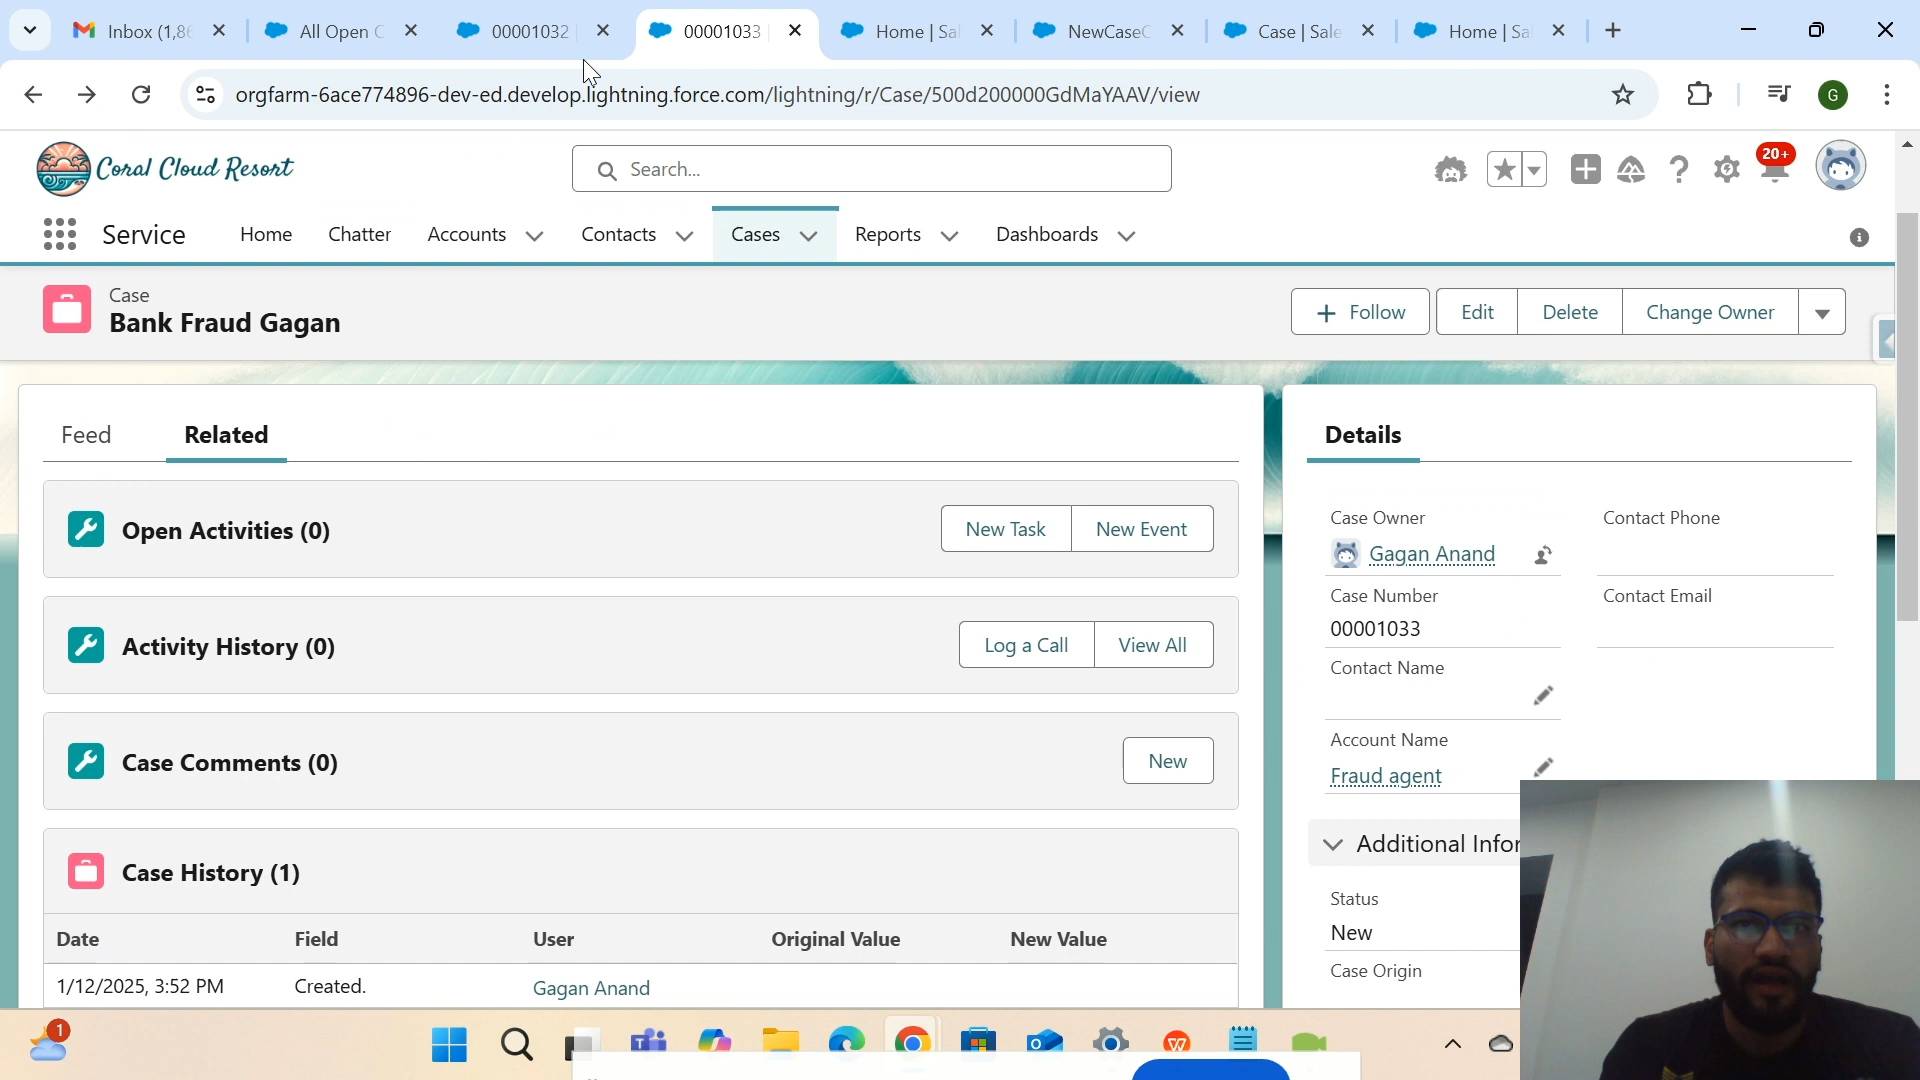 Inbox (1,86
All Open C
00001032
00001033
Home | Sal
NewCaseC
Case | Sale
Home | Sal
orgfarm-6ace774896-dev-ed.develop.lightning.force.com/lightning/r/Case/500d200000GdMaYAAV/view
G
Coral Cloud Resort
Search...
20+
Service
Home
Chatter
Accounts
Contacts
Cases
Reports
Dashboards
Case
Bank Fraud Gagan
Follow
Edit
Delete
Change Owner
Feed
Related
Open Activities (0)
New Task
New Event
Activity History (0)
Log a Call
View All
Case Comments (0)
New
Case History (1)
Date
Field
User
Original Value
New Value
1/12/2025, 3:52 PM
Created.
Gagan Anand
Details
Case Owner
Gagan Anand
Contact Phone
Case Number
00001033
Contact Email
Contact Name
Account Name
Fraud agent
Additional Infor
Status
New
Case Origin
1